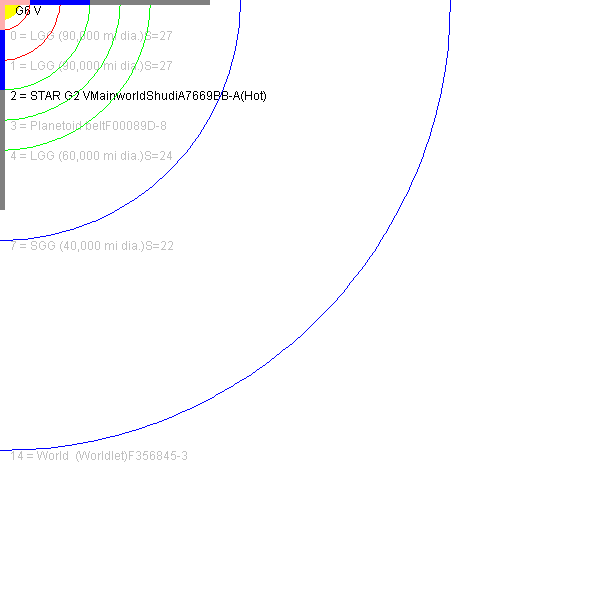 G6 V
0 = LGG (90,000 mi dia.)S=27
1 = LGG (90,000 mi dia.)S=27
2 = STAR G2 VMainworldShudiA7669BB-A(Hot)
3 = Planetoid beltF00089D-8
4 = LGG (60,000 mi dia.)S=24
7 = SGG (40,000 mi dia.)S=22
14 = World  (Worldlet)F356845-3